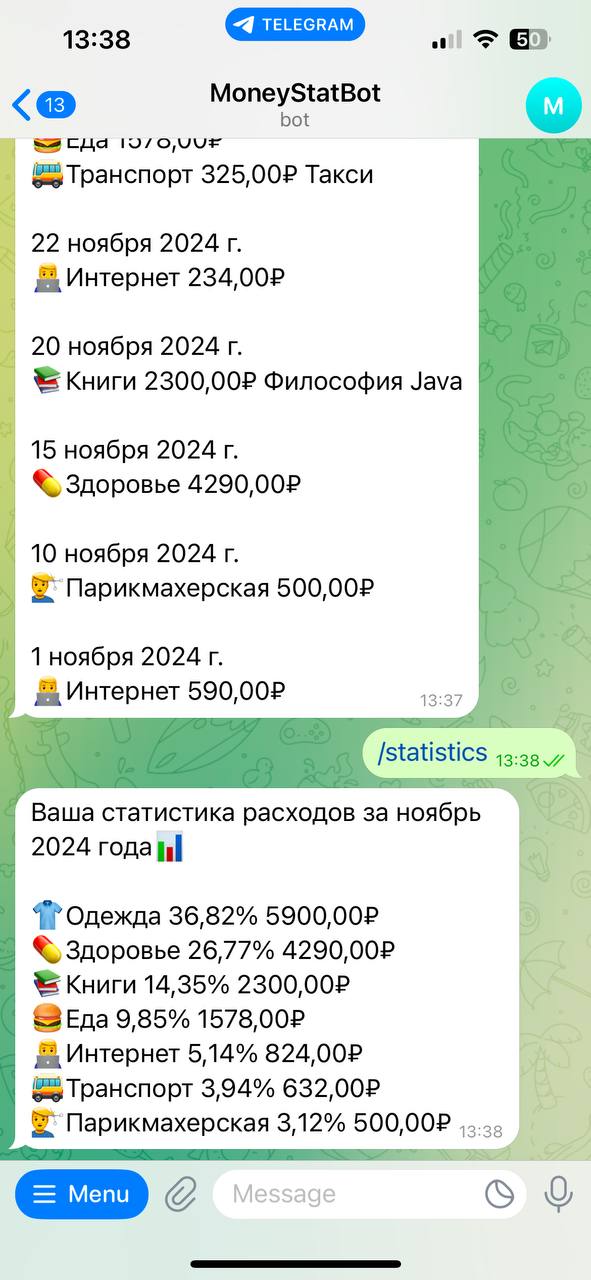 13:38
TELEGRAM
50
13
MoneyStatBot
bot
M
Еда 1578,00₽
Транспорт 325,00₽ Такси
22 ноября 2024 г.
Интернет 234,00₽
20 ноября 2024 г.
Книги 2300,00₽ Философия Java
15 ноября 2024 г.
Здоровье 4290,00₽
10 ноября 2024 г.
Парикмахерская 500,00₽
1 ноября 2024 г.
Интернет 590,00₽
13:37
/statistics 13:38
Ваша статистика расходов за ноябрь
2024 года
Одежда 36,82% 5900,00₽
Здоровье 26,77% 4290,00₽
Книги 14,35% 2300,00₽
Еда 9,85% 1578,00₽
Интернет 5,14% 824,00₽
Транспорт 3,94% 632,00₽
Парикмахерская 3,12% 500,00₽
13:38
Menu
Message